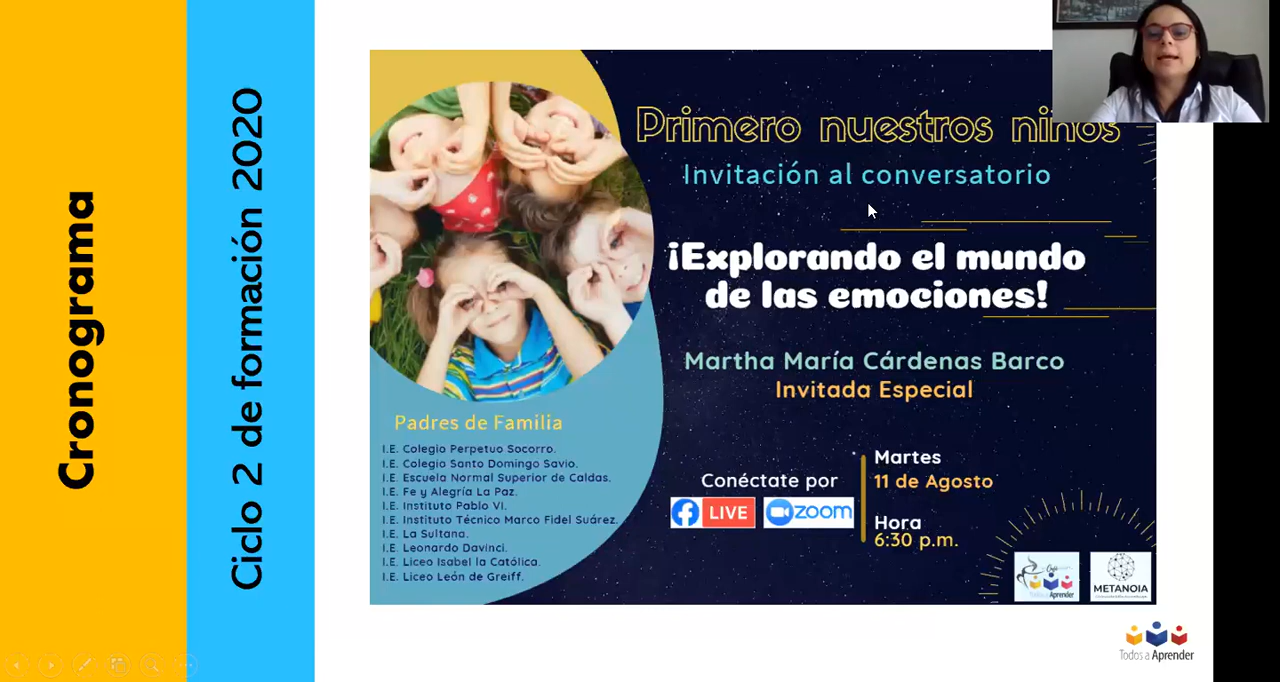 Cronograma
Ciclo 2 de formación 2020
Primero nuestros niños
Invitación al conversatorio
¡Explorando el mundo
de las emociones!
Martha María Cárdenas Barco
Invitada Especial
Padres de Familia
I.E. Colegio Perpetuo Socorro.
I.E. Colegio Santo Domingo Savio.
I.E. Escuela Normal Superior de Caldas.
I.E. Fe y Alegría La Paz.
I.E. Instituto Pablo VI.
I.E. Instituto Técnico Marco Fidel Suárez.
I.E. La Sultana.
I.E. Leonardo Davinci.
I.E. Liceo Isabel la Católica.
I.E. Liceo León de Greiff.
Conéctate por
LIVE
zoom
Martes
11 de Agosto
Hora
6:30 p.m.
Café
Todos a Aprender
METANOIA
Todos a Aprender